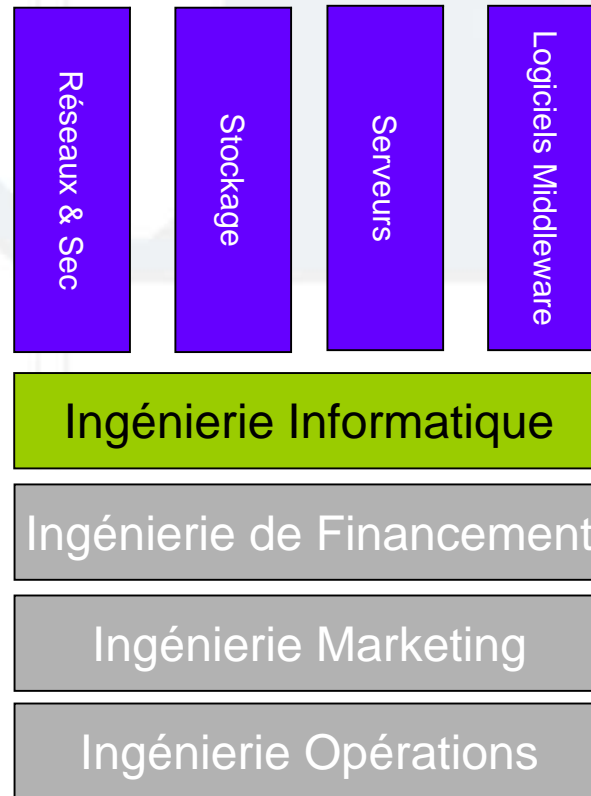 Réseaux & Sec
Stockage
Serveurs
Logiciels Middleware
Ingénierie Informatique
Ingénierie de Financement
Ingénierie Marketing
Ingénierie Opérations